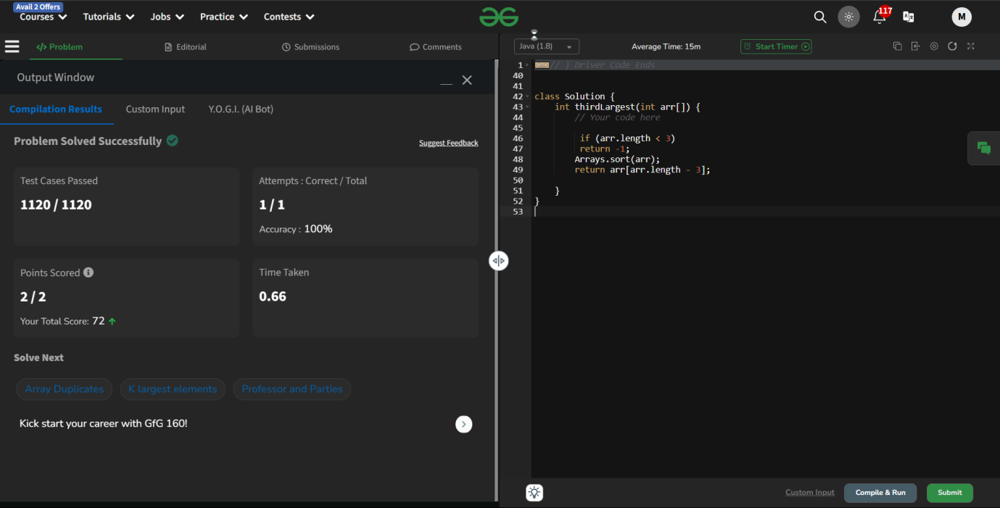 Avail 2 Offers
Courses Tutorials Jobs Practice Contests
117
M
</> Problem Editorial Submissions Comments
Java (1.8) Average Time: 15m Start Timer
Output Window
Compilation Results Custom Input Y.O.G.I. (AI Bot)
Problem Solved Successfully Suggest Feedback
Test Cases Passed
1120 / 1120
Attempts : Correct / Total
1 / 1
Accuracy : 100%
Points Scored
2 / 2
Your Total Score: 72
Time Taken
0.66
Solve Next
Array Duplicates K largest elements Professor and Parties
Kick start your career with GfG 160!
1 // } Driver Code Ends
40
41
42 class Solution {
43 int thirdLargest(int arr[]) {
44 // Your code here
45
46 if (arr.length < 3)
47 return -1;
48 Arrays.sort(arr);
49 return arr[arr.length - 3];
50
51 }
52 }
53
Custom Input Compile & Run Submit